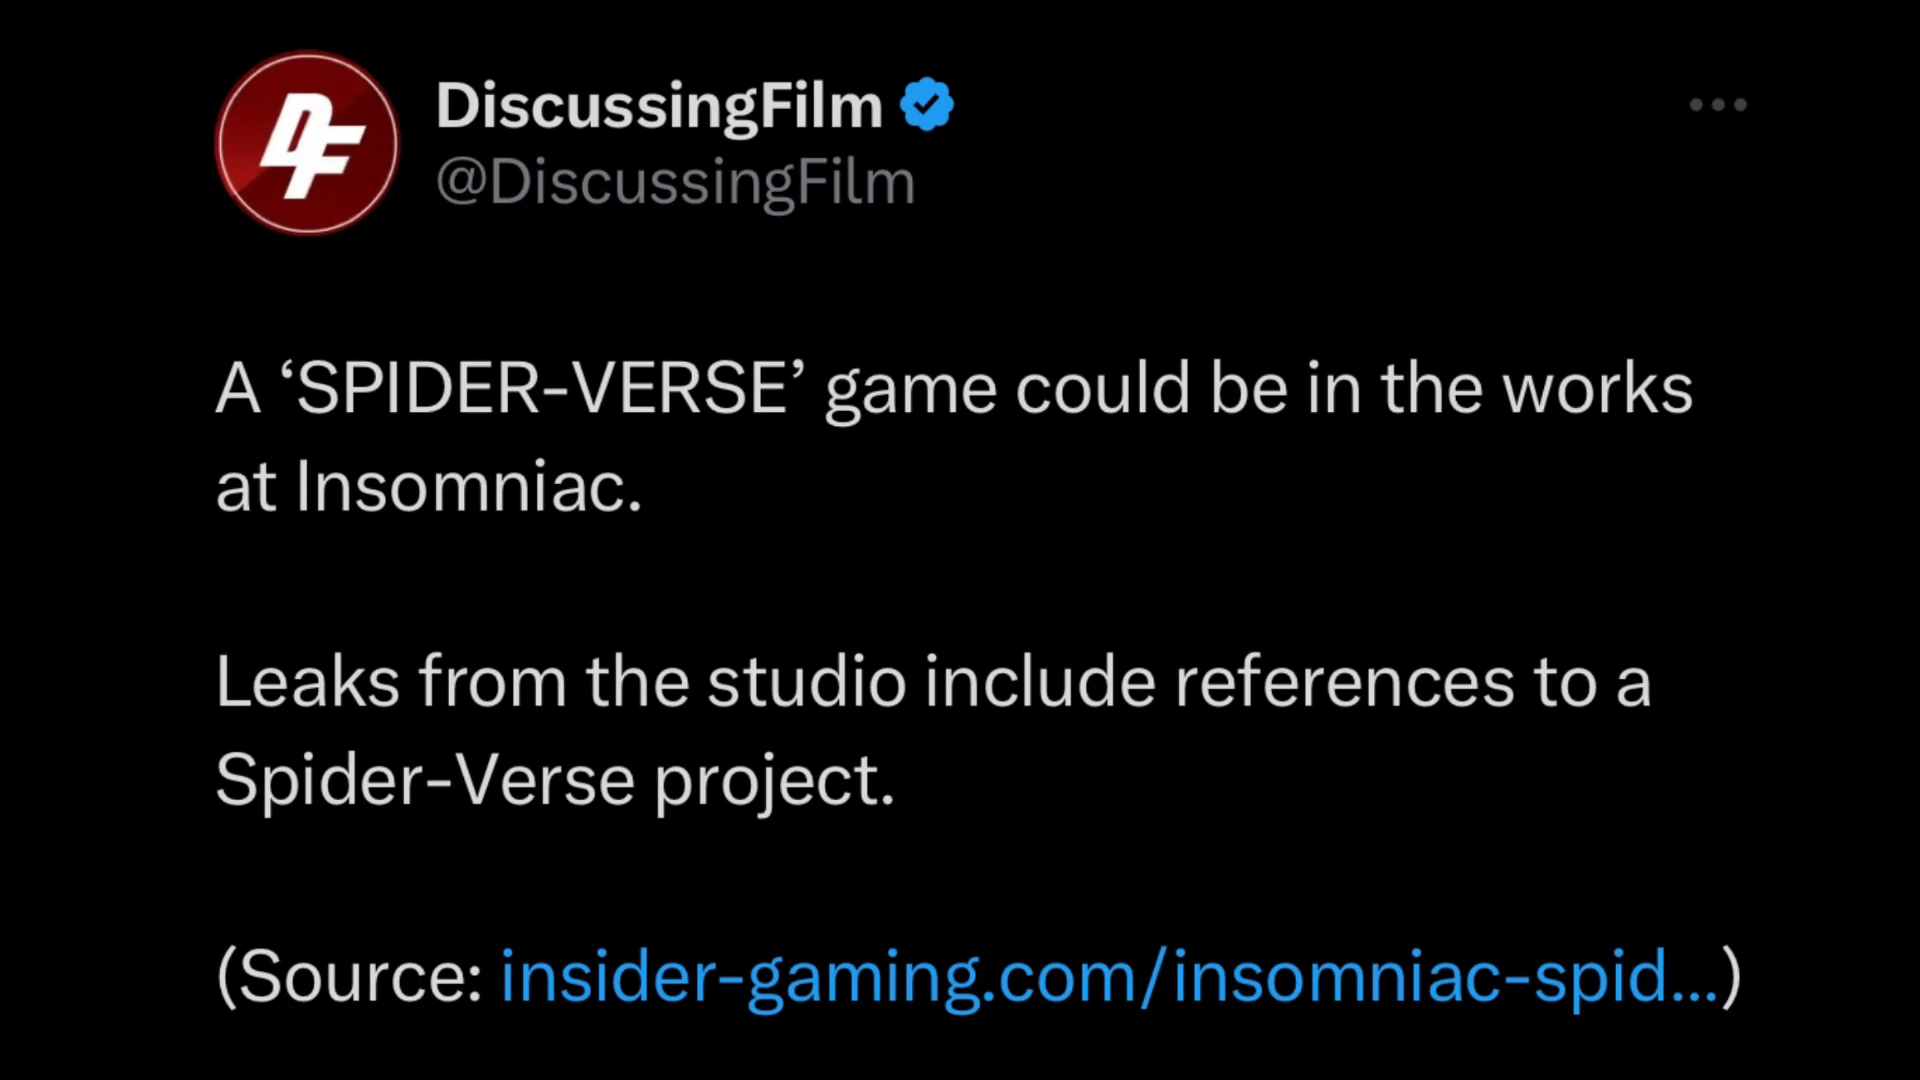 DF
DiscussingFilm
@DiscussingFilm
A ‘SPIDER-VERSE’ game could be in the works
at Insomniac.
Leaks from the studio include references to a
Spider-Verse project.
(Source: insider-gaming.com/insomniac-spid...)